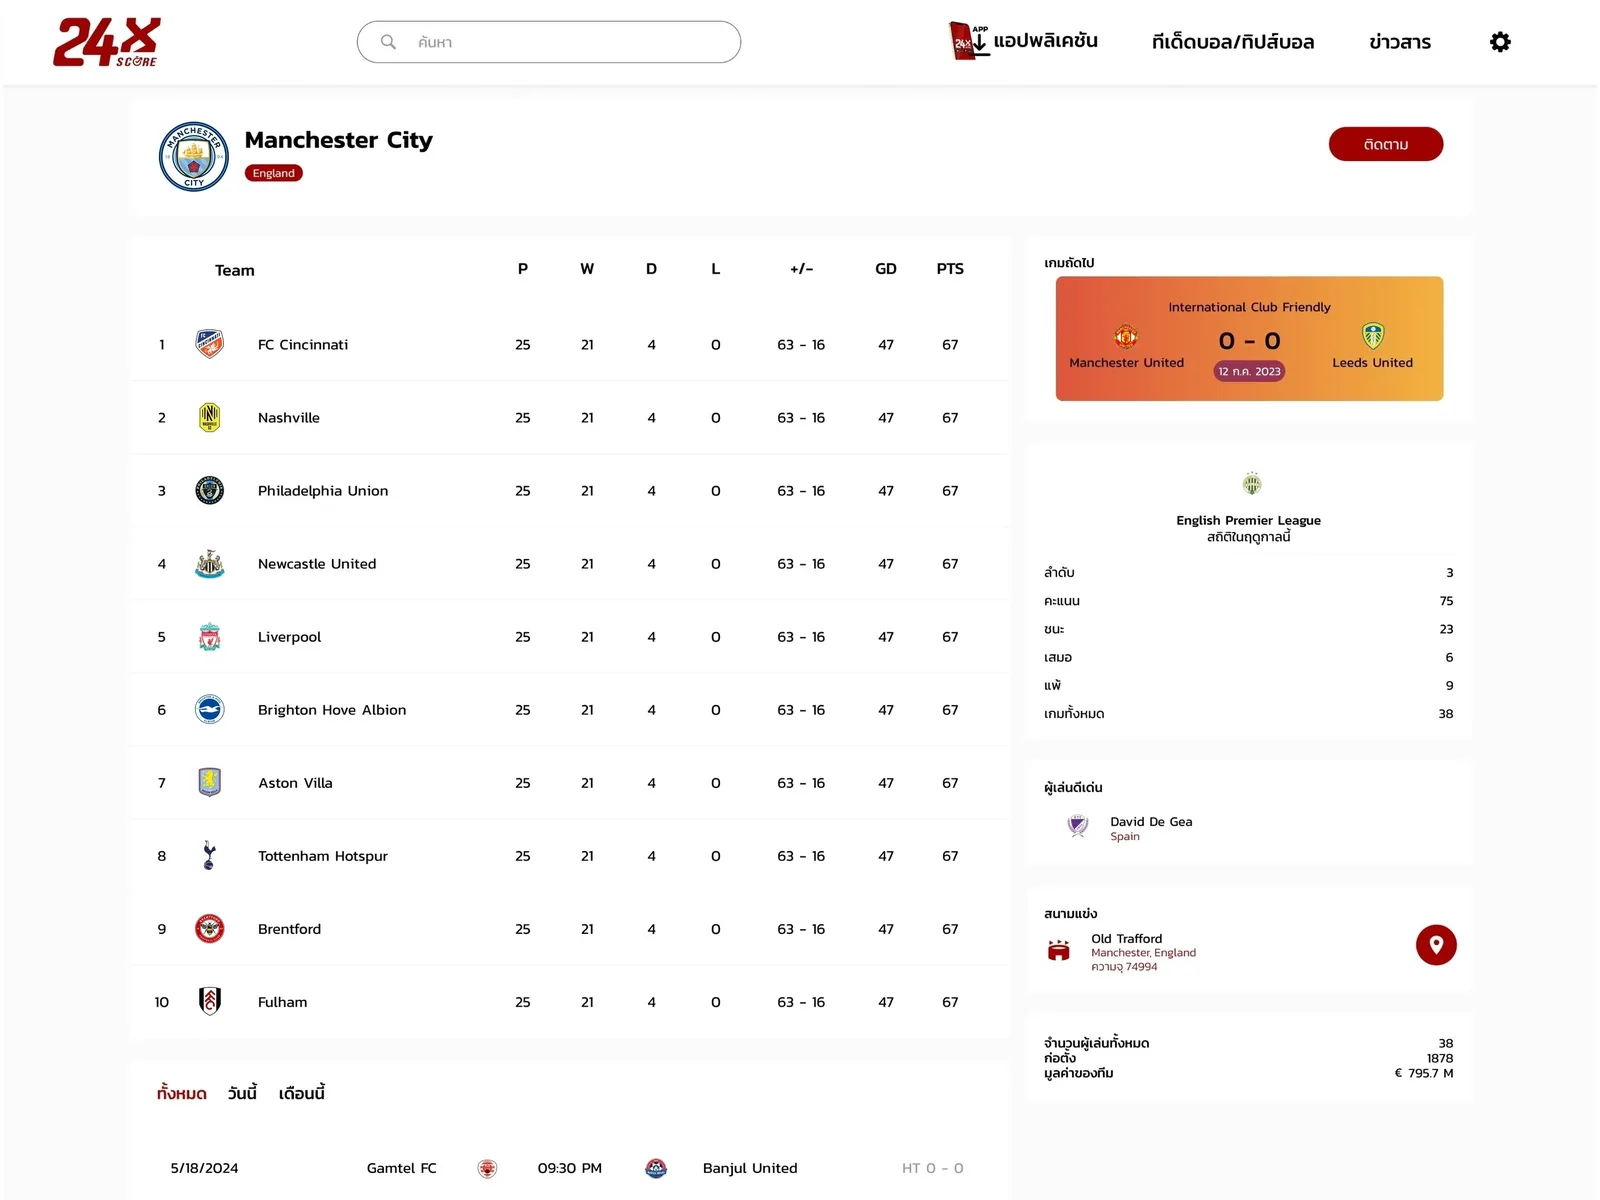 24X SCORE
ค้นหา
APP
24X
แอปพลิเคชัน
ทีเด็ดบอล/ทิปส์บอล
ข่าวสาร
MANCHESTER
CITY
Manchester City
England
ติดตาม
Team P W D L +/- GD PTS
1 FC Cincinnati 25 21 4 0 63 - 16 47 67
2 Nashville 25 21 4 0 63 - 16 47 67
3 Philadelphia Union 25 21 4 0 63 - 16 47 67
4 Newcastle United 25 21 4 0 63 - 16 47 67
5 Liverpool 25 21 4 0 63 - 16 47 67
6 Brighton Hove Albion 25 21 4 0 63 - 16 47 67
7 Aston Villa 25 21 4 0 63 - 16 47 67
8 Tottenham Hotspur 25 21 4 0 63 - 16 47 67
9 Brentford 25 21 4 0 63 - 16 47 67
10 Fulham 25 21 4 0 63 - 16 47 67
ทั้งหมด วันนี้ เดือนนี้
5/18/2024 Gamtel FC 09:30 PM Banjul United HT 0 - 0
เกมถัดไป
International Club Friendly
0 - 0
Manchester United Leeds United
12 ก.ค. 2023
English Premier League
สถิติในฤดูกาลนี้
ลำดับ 3
คะแนน 75
ชนะ 23
เสมอ 6
แพ้ 9
เกมทั้งหมด 38
ผู้เล่นดีเด่น
David De Gea
Spain
สนามแข่ง
Old Trafford
Manchester, England
ความจุ 74994
จำนวนผู้เล่นทั้งหมด 38
ก่อตั้ง 1878
มูลค่าของทีม € 795.7 M